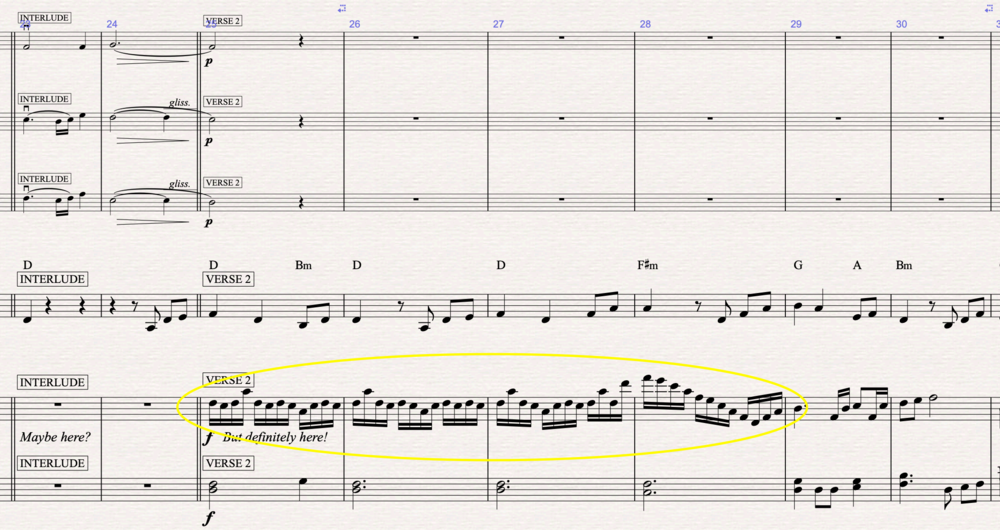 INTERLUDE VERSE 2
24 25 26 27 28 29 30
p
INTERLUDE gliss. VERSE 2
p
INTERLUDE gliss. VERSE 2
p
D D Bm D D F#m G A Bm
INTERLUDE VERSE 2
INTERLUDE VERSE 2
Maybe here? f But definitely here!
INTERLUDE VERSE 2
f